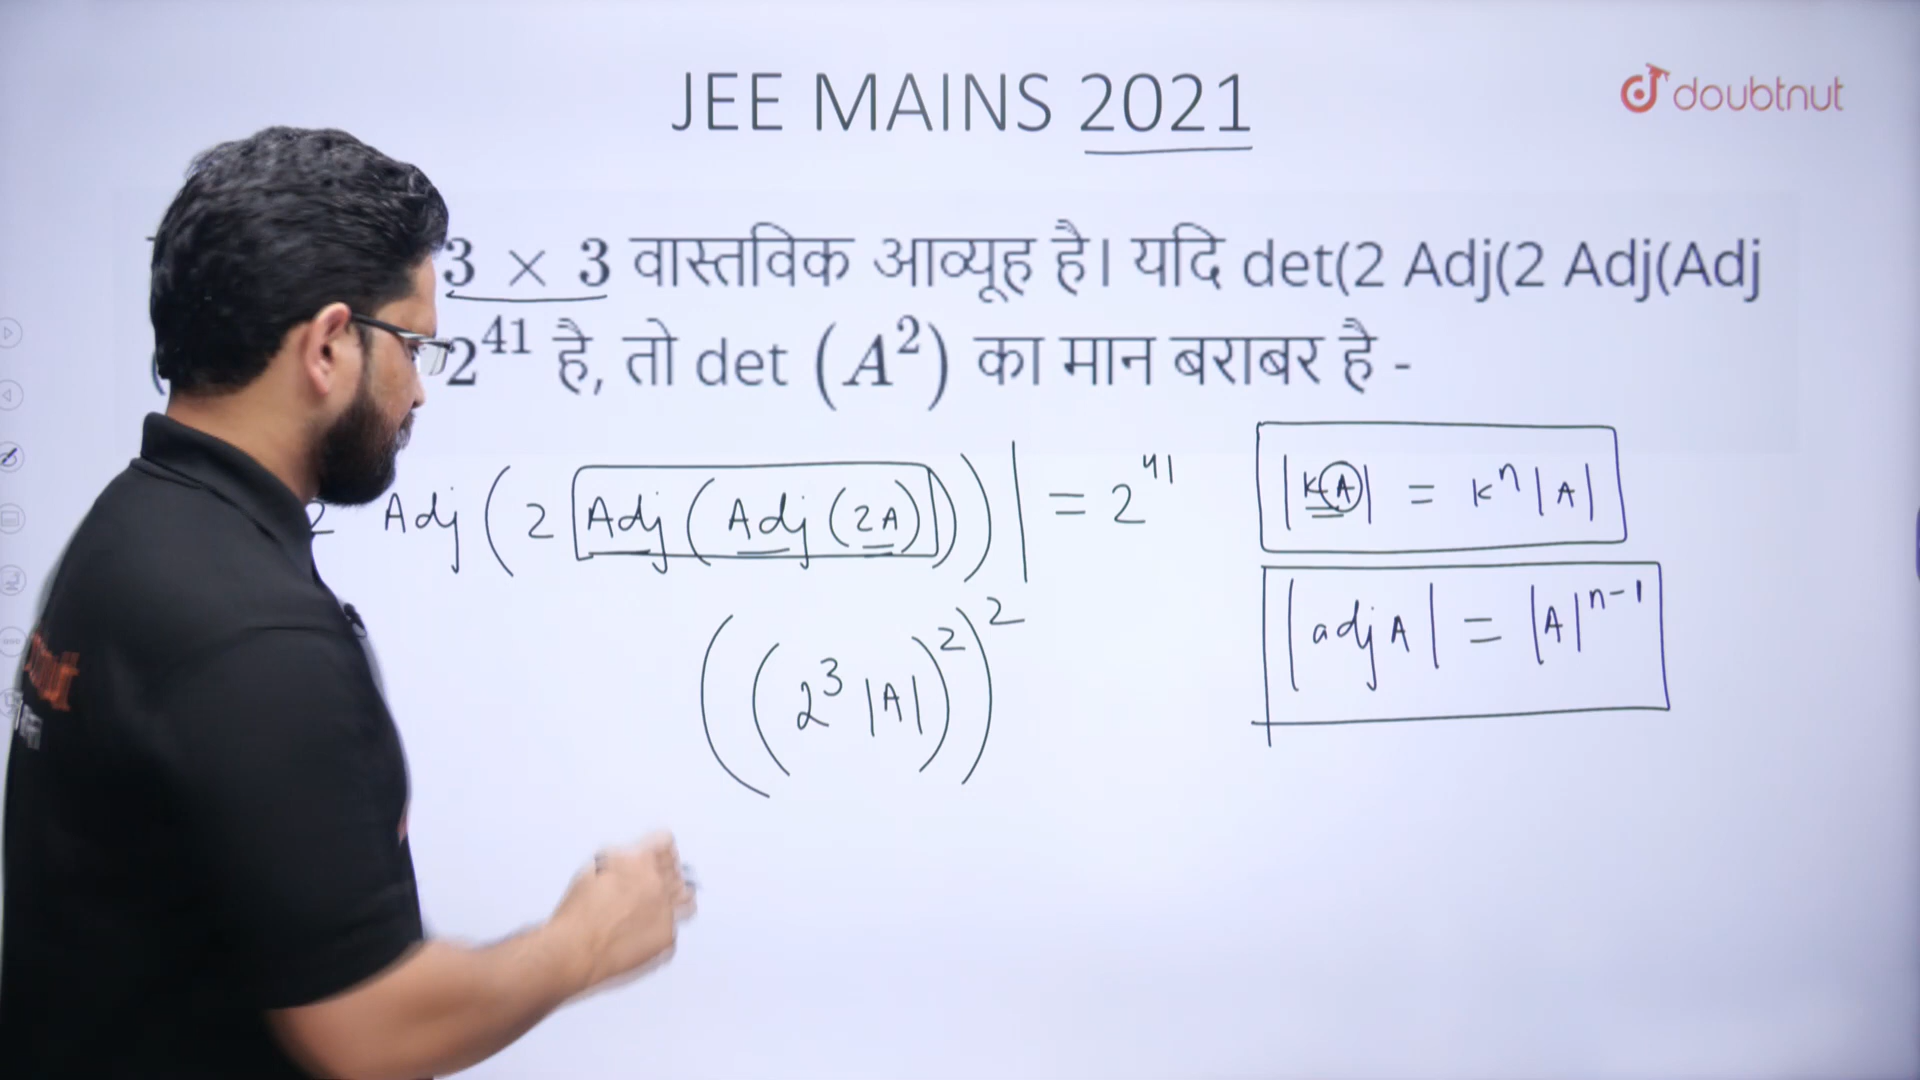 JEE MAINS 2021
doubtnut
3 × 3 वास्तविक आव्यूह है। यदि det(2 Adj(2 Adj(Adj
2^41 है, तो det (A^2) का मान बराबर है -
2 Adj (2 Adj (Adj (2A)))| = 2^41
((2^3 |A|)^2)^2
|KA| = K^n |A|
|adj A| = |A|^n-1